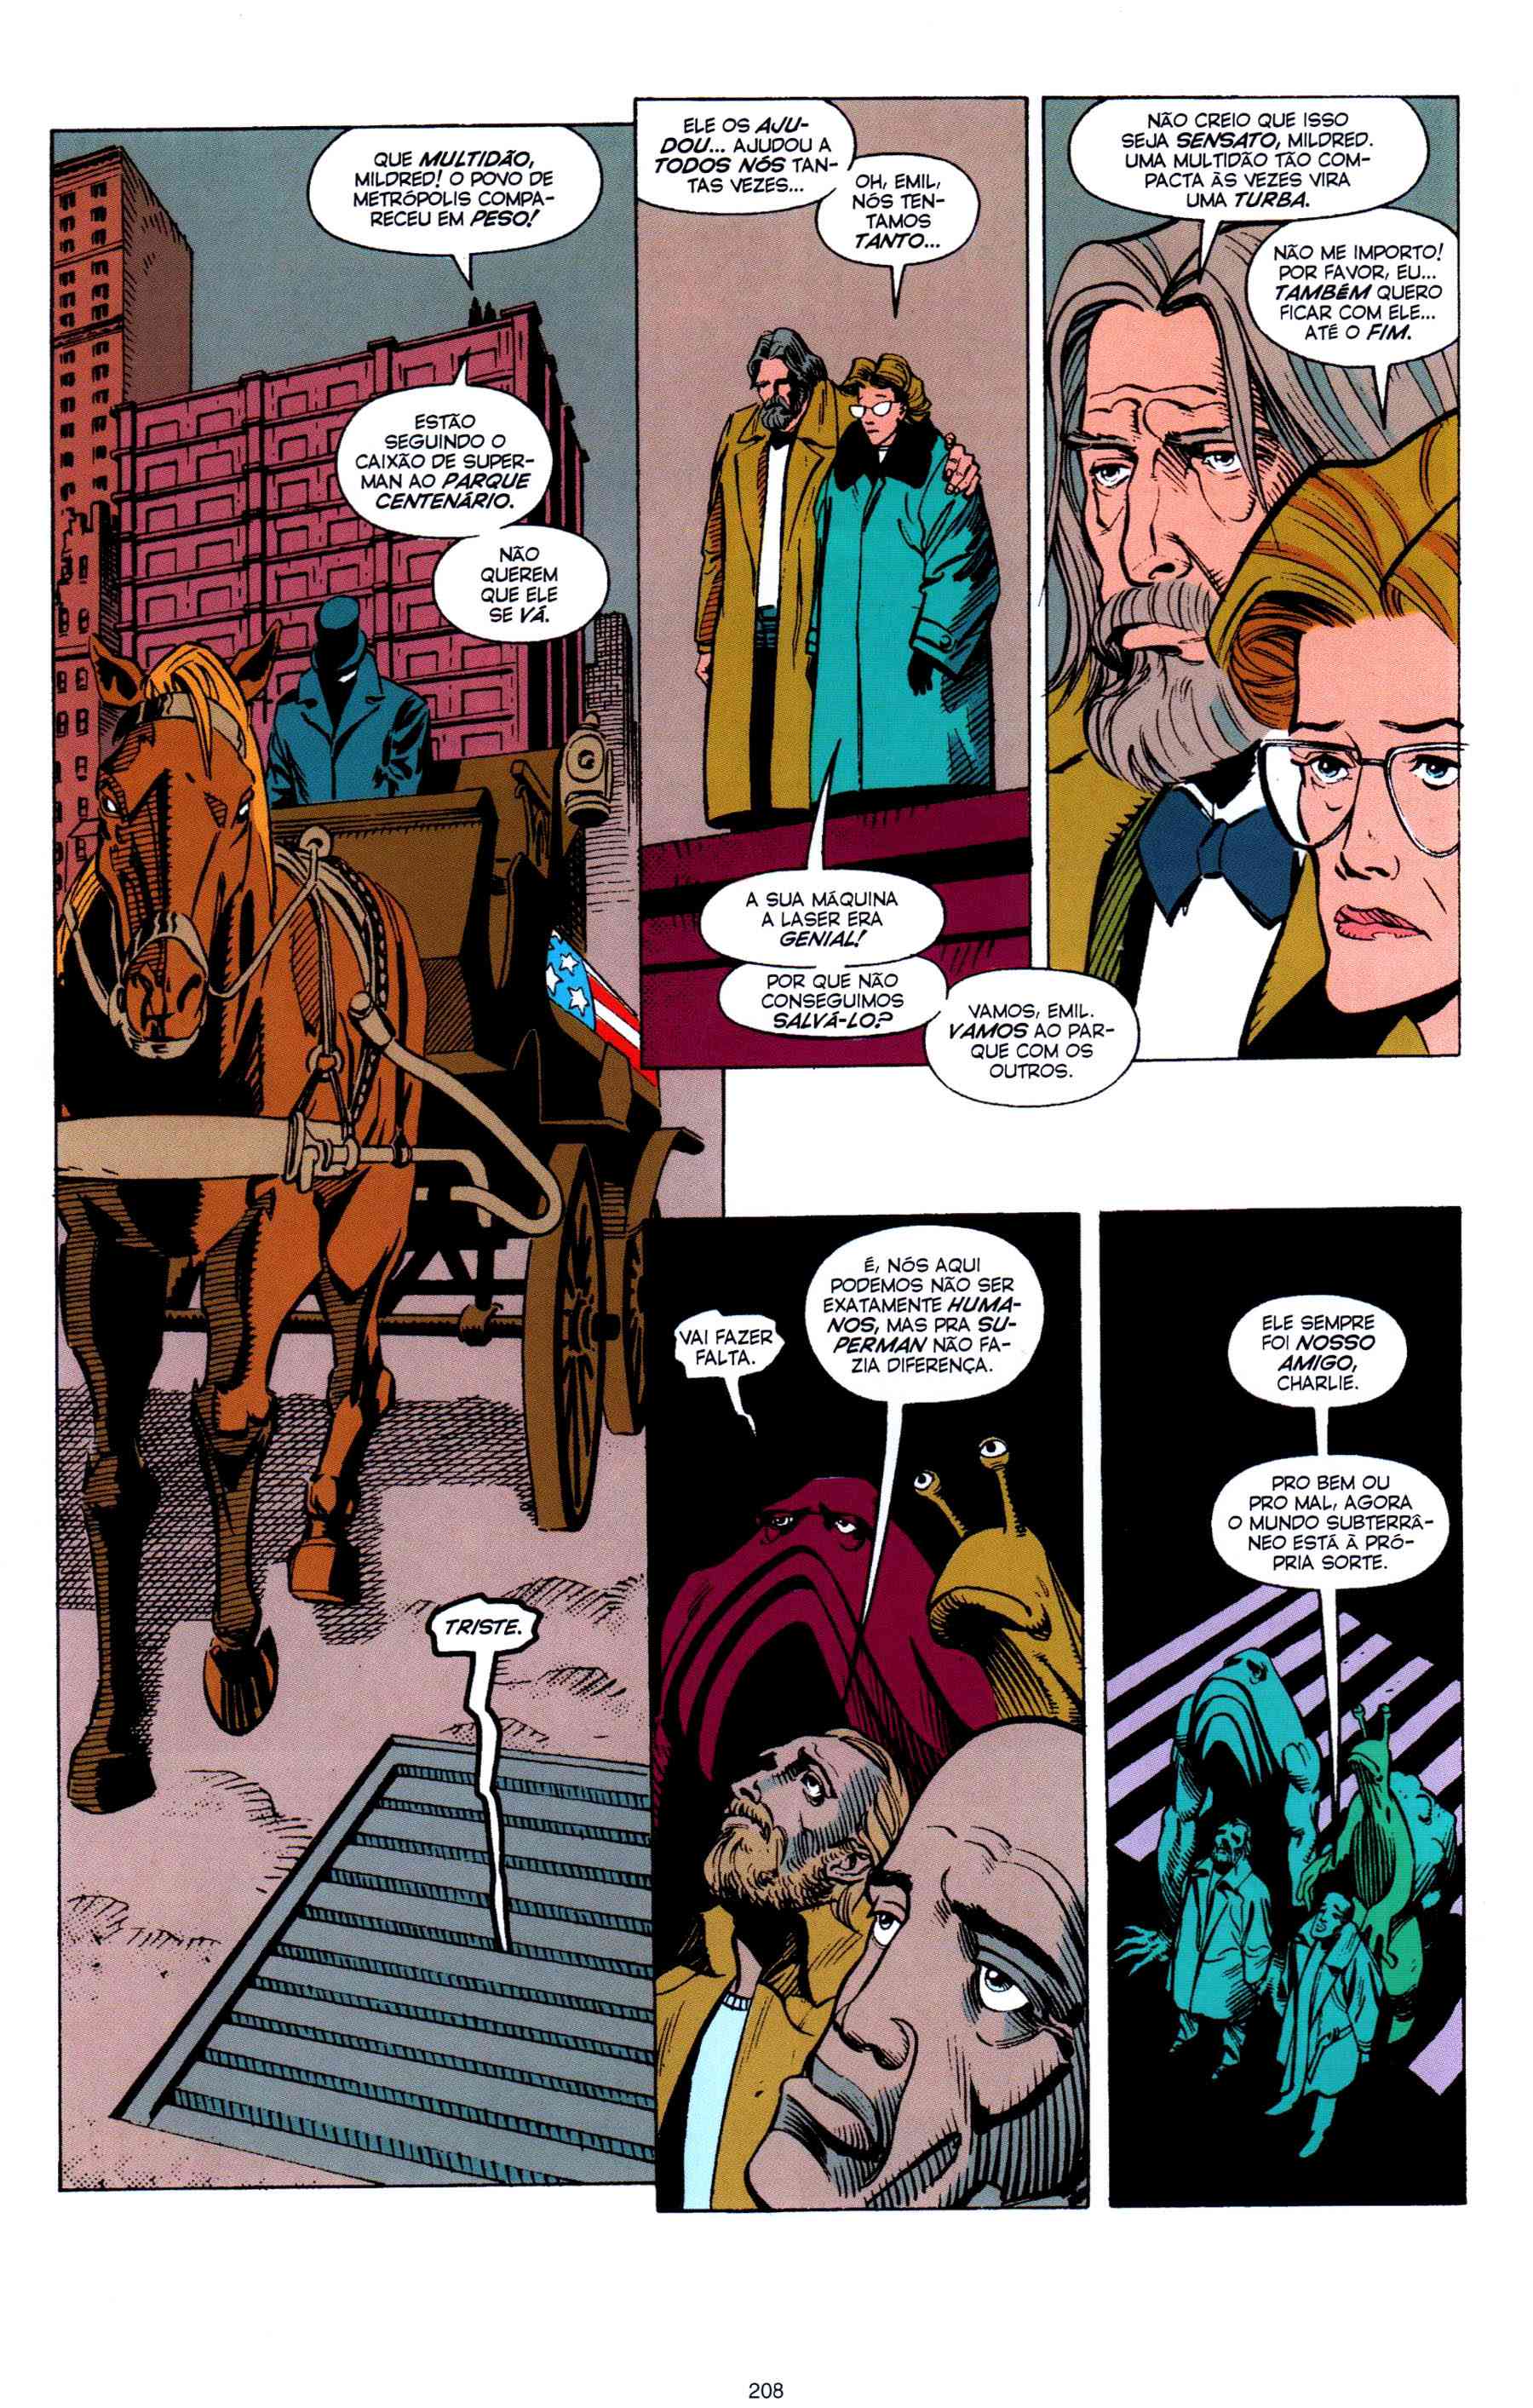 QUE MULTIDÃO,
MILDRED! O POVO DE
METRÓPOLIS COMPA-
RECEU EM PESO!
ESTÃO
SEGUINDO O
CAIXÃO DE SUPER-
MAN AO PARQUE
CENTENÁRIO.
NÃO
QUEREM
QUE ELE
SE VÁ.
TRISTE.
ELE OS AJU-
DOU... AJUDOU A
TODOS NÓS TAN-
TAS VEZES...
OH, EMIL,
NÓS TEN-
TAMOS
TANTO...
A SUA MÁQUINA
A LASER ERA
GENIAL!
POR QUE NÃO
CONSEGUIMOS
SALVÁ-LO?
VAMOS, EMIL.
VAMOS AO PAR-
QUE COM OS
OUTROS.
NÃO CREIO QUE ISSO
SEJA SENSATO, MILDRED.
UMA MULTIDÃO TÃO COM-
PACTA ÀS VEZES VIRA
UMA TURBA.
NÃO ME IMPORTO!
POR FAVOR, EU...
TAMBÉM QUERO
FICAR COM ELE...
ATÉ O FIM.
VAI FAZER
FALTA.
É, NÓS AQUI
PODEMOS NÃO SER
EXATAMENTE HUMA-
NOS, MAS PRA SU-
PERMAN NÃO FA-
ZIA DIFERENÇA.
ELE SEMPRE
FOI NOSSO
AMIGO,
CHARLIE.
PRO BEM OU
PRO MAL, AGORA
O MUNDO SUBTERRÂ-
NEO ESTÁ À PRÓ-
PRIA SORTE.
208